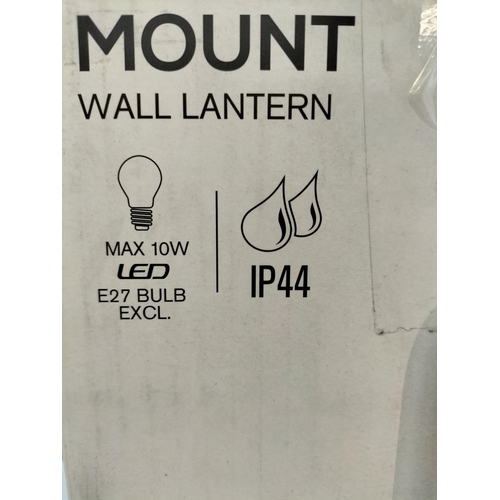 MOUNT
WALL LANTERN
MAX 10W
LED
E27 BULB
EXCL.
IP44